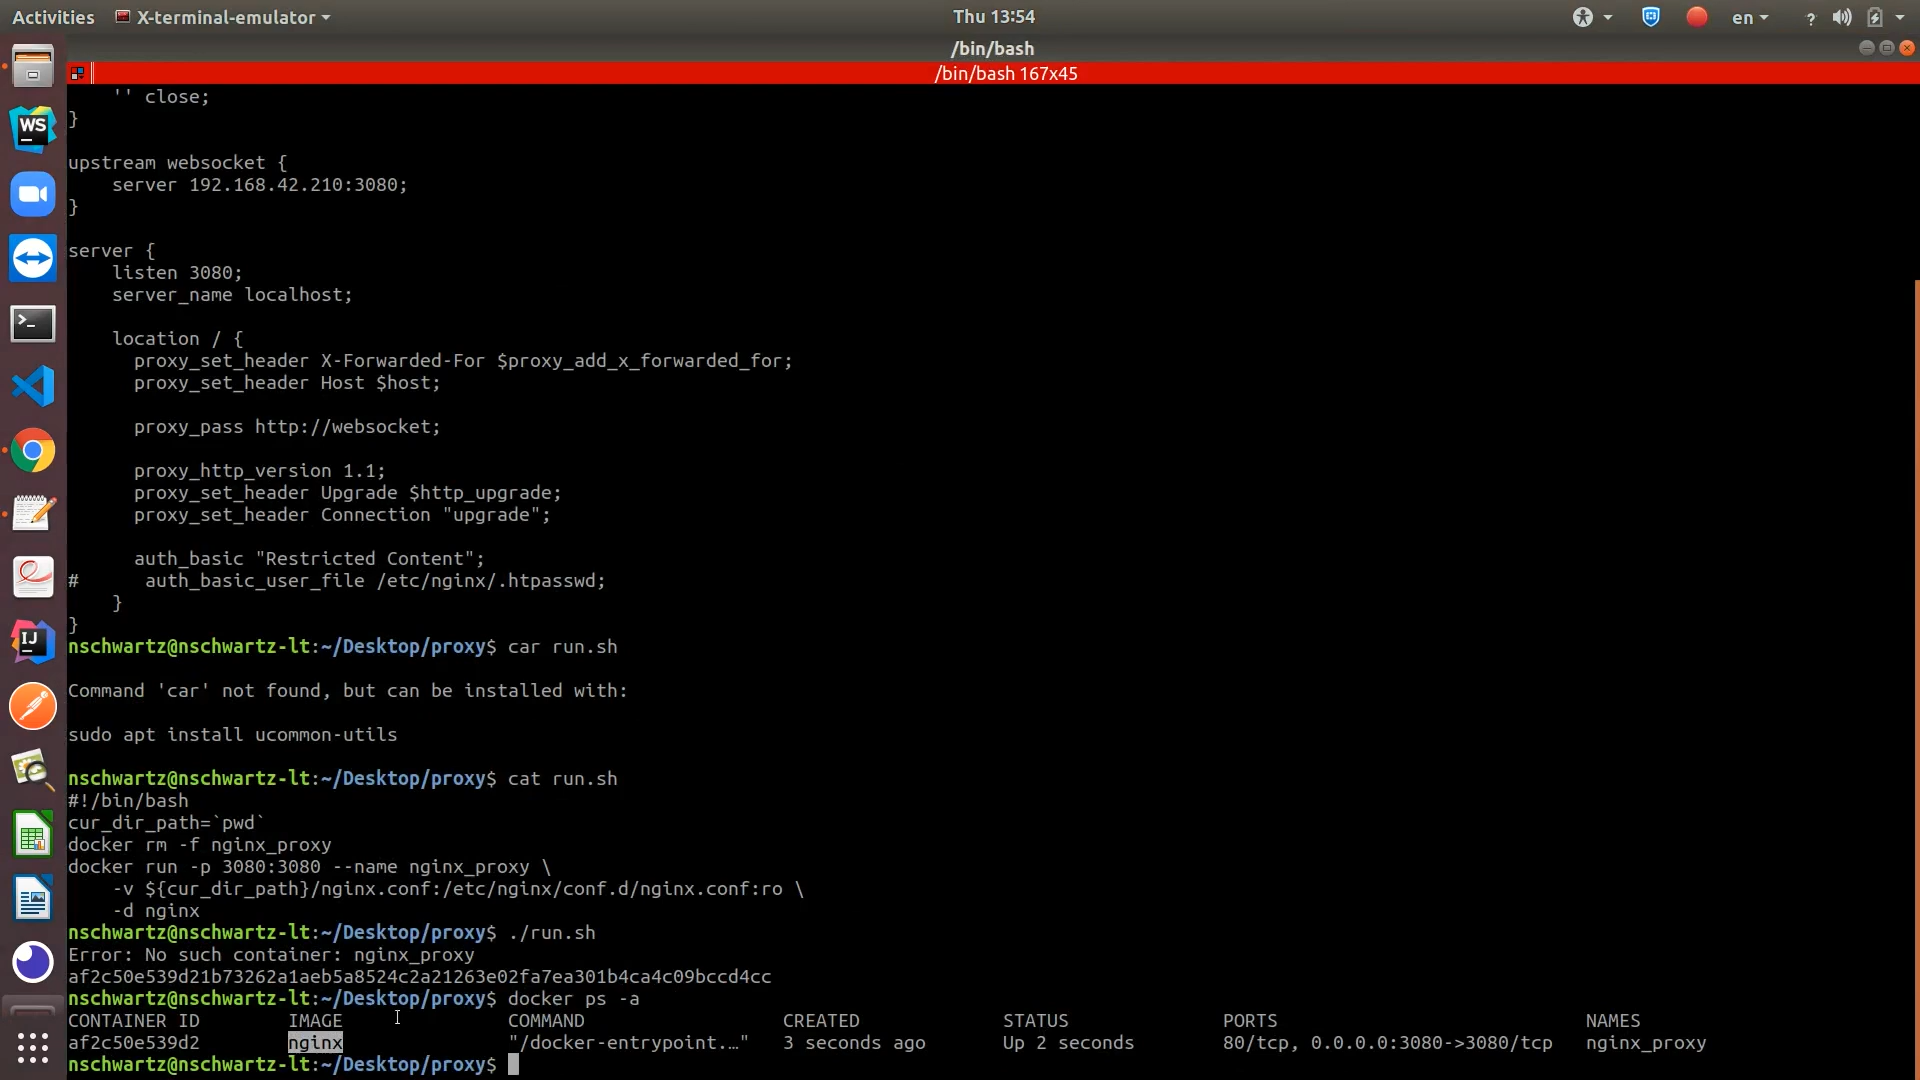 Activities X-terminal-emulator Thu 13:54 en ?
/bin/bash
/bin/bash 167x45
'' close;
}
upstream websocket {
server 192.168.42.210:3080;
}
server {
listen 3080;
server_name localhost;
location / {
proxy_set_header X-Forwarded-For $proxy_add_x_forwarded_for;
proxy_set_header Host $host;
proxy_pass http://websocket;
proxy_http_version 1.1;
proxy_set_header Upgrade $http_upgrade;
proxy_set_header Connection "upgrade";
auth_basic "Restricted Content";
# auth_basic_user_file /etc/nginx/.htpasswd;
}
}
nschwartz@nschwartz-lt:~/Desktop/proxy$ car run.sh
Command 'car' not found, but can be installed with:
sudo apt install ucommon-utils
nschwartz@nschwartz-lt:~/Desktop/proxy$ cat run.sh
#!/bin/bash
cur_dir_path=`pwd`
docker rm -f nginx_proxy
docker run -p 3080:3080 --name nginx_proxy \
-v ${cur_dir_path}/nginx.conf:/etc/nginx/conf.d/nginx.conf:ro \
-d nginx
nschwartz@nschwartz-lt:~/Desktop/proxy$ ./run.sh
Error: No such container: nginx_proxy
af2c50e539d21b73262a1aeb5a8524c2a21263e02fa7ea301b4ca4c09bccd4cc
nschwartz@nschwartz-lt:~/Desktop/proxy$ docker ps -a
CONTAINER ID IMAGE COMMAND CREATED STATUS PORTS NAMES
af2c50e539d2 nginx "/docker-entrypoint.…" 3 seconds ago Up 2 seconds 80/tcp, 0.0.0.0:3080->3080/tcp nginx_proxy
nschwartz@nschwartz-lt:~/Desktop/proxy$
WS
IJ